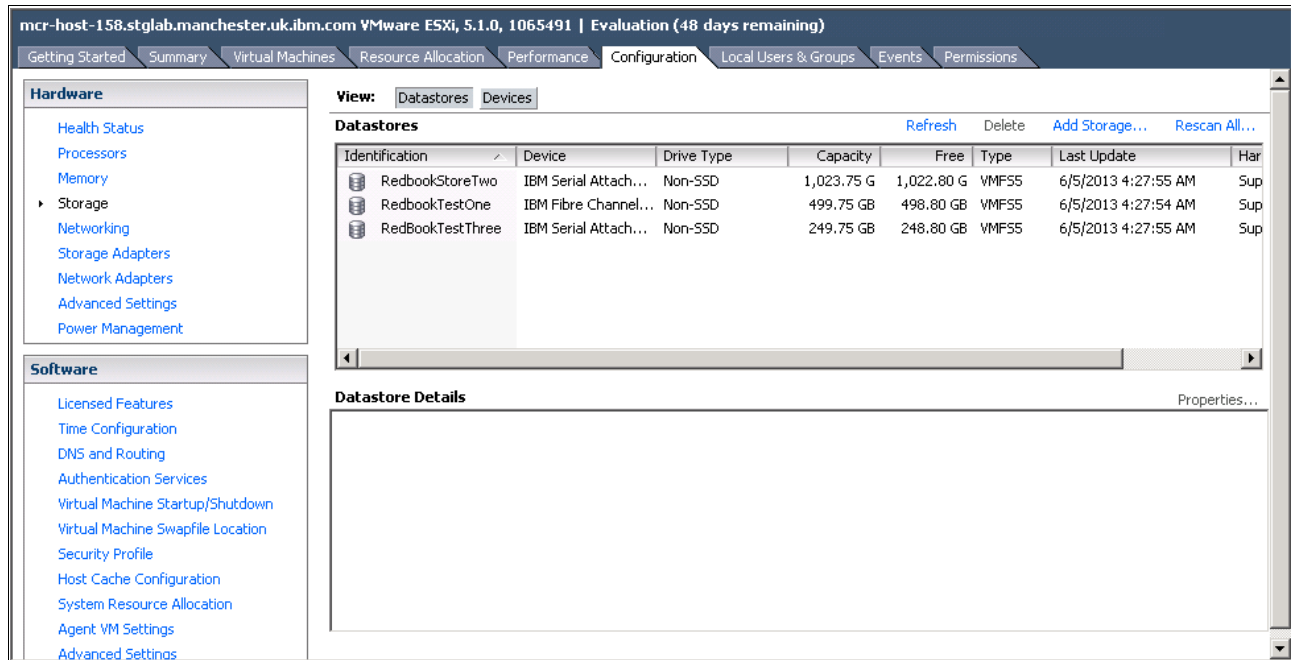 mcr-host-158.stglab.manchester.uk.ibm.com VMware ESXi, 5.1.0, 1065491 | Evaluation (48 days remaining)
Getting Started Summary Virtual Machines Resource Allocation Performance Configuration Local Users & Groups Events Permissions
Hardware
Health Status
Processors
Memory
Storage
Networking
Storage Adapters
Network Adapters
Advanced Settings
Power Management
Software
Licensed Features
Time Configuration
DNS and Routing
Authentication Services
Virtual Machine Startup/Shutdown
Virtual Machine Swapfile Location
Security Profile
Host Cache Configuration
System Resource Allocation
Agent VM Settings
Advanced Settings
View: Datastores Devices
Datastores Refresh Delete Add Storage... Rescan All...
Identification Device Drive Type Capacity Free Type Last Update Har
RedbookStoreTwo IBM Serial Attach... Non-SSD 1,023.75 G 1,022.80 G VMFS5 6/5/2013 4:27:55 AM Sup
RedbookTestOne IBM Fibre Channel... Non-SSD 499.75 GB 498.80 GB VMFS5 6/5/2013 4:27:54 AM Sup
RedBookTestThree IBM Serial Attach... Non-SSD 249.75 GB 248.80 GB VMFS5 6/5/2013 4:27:55 AM Sup
Datastore Details Properties...